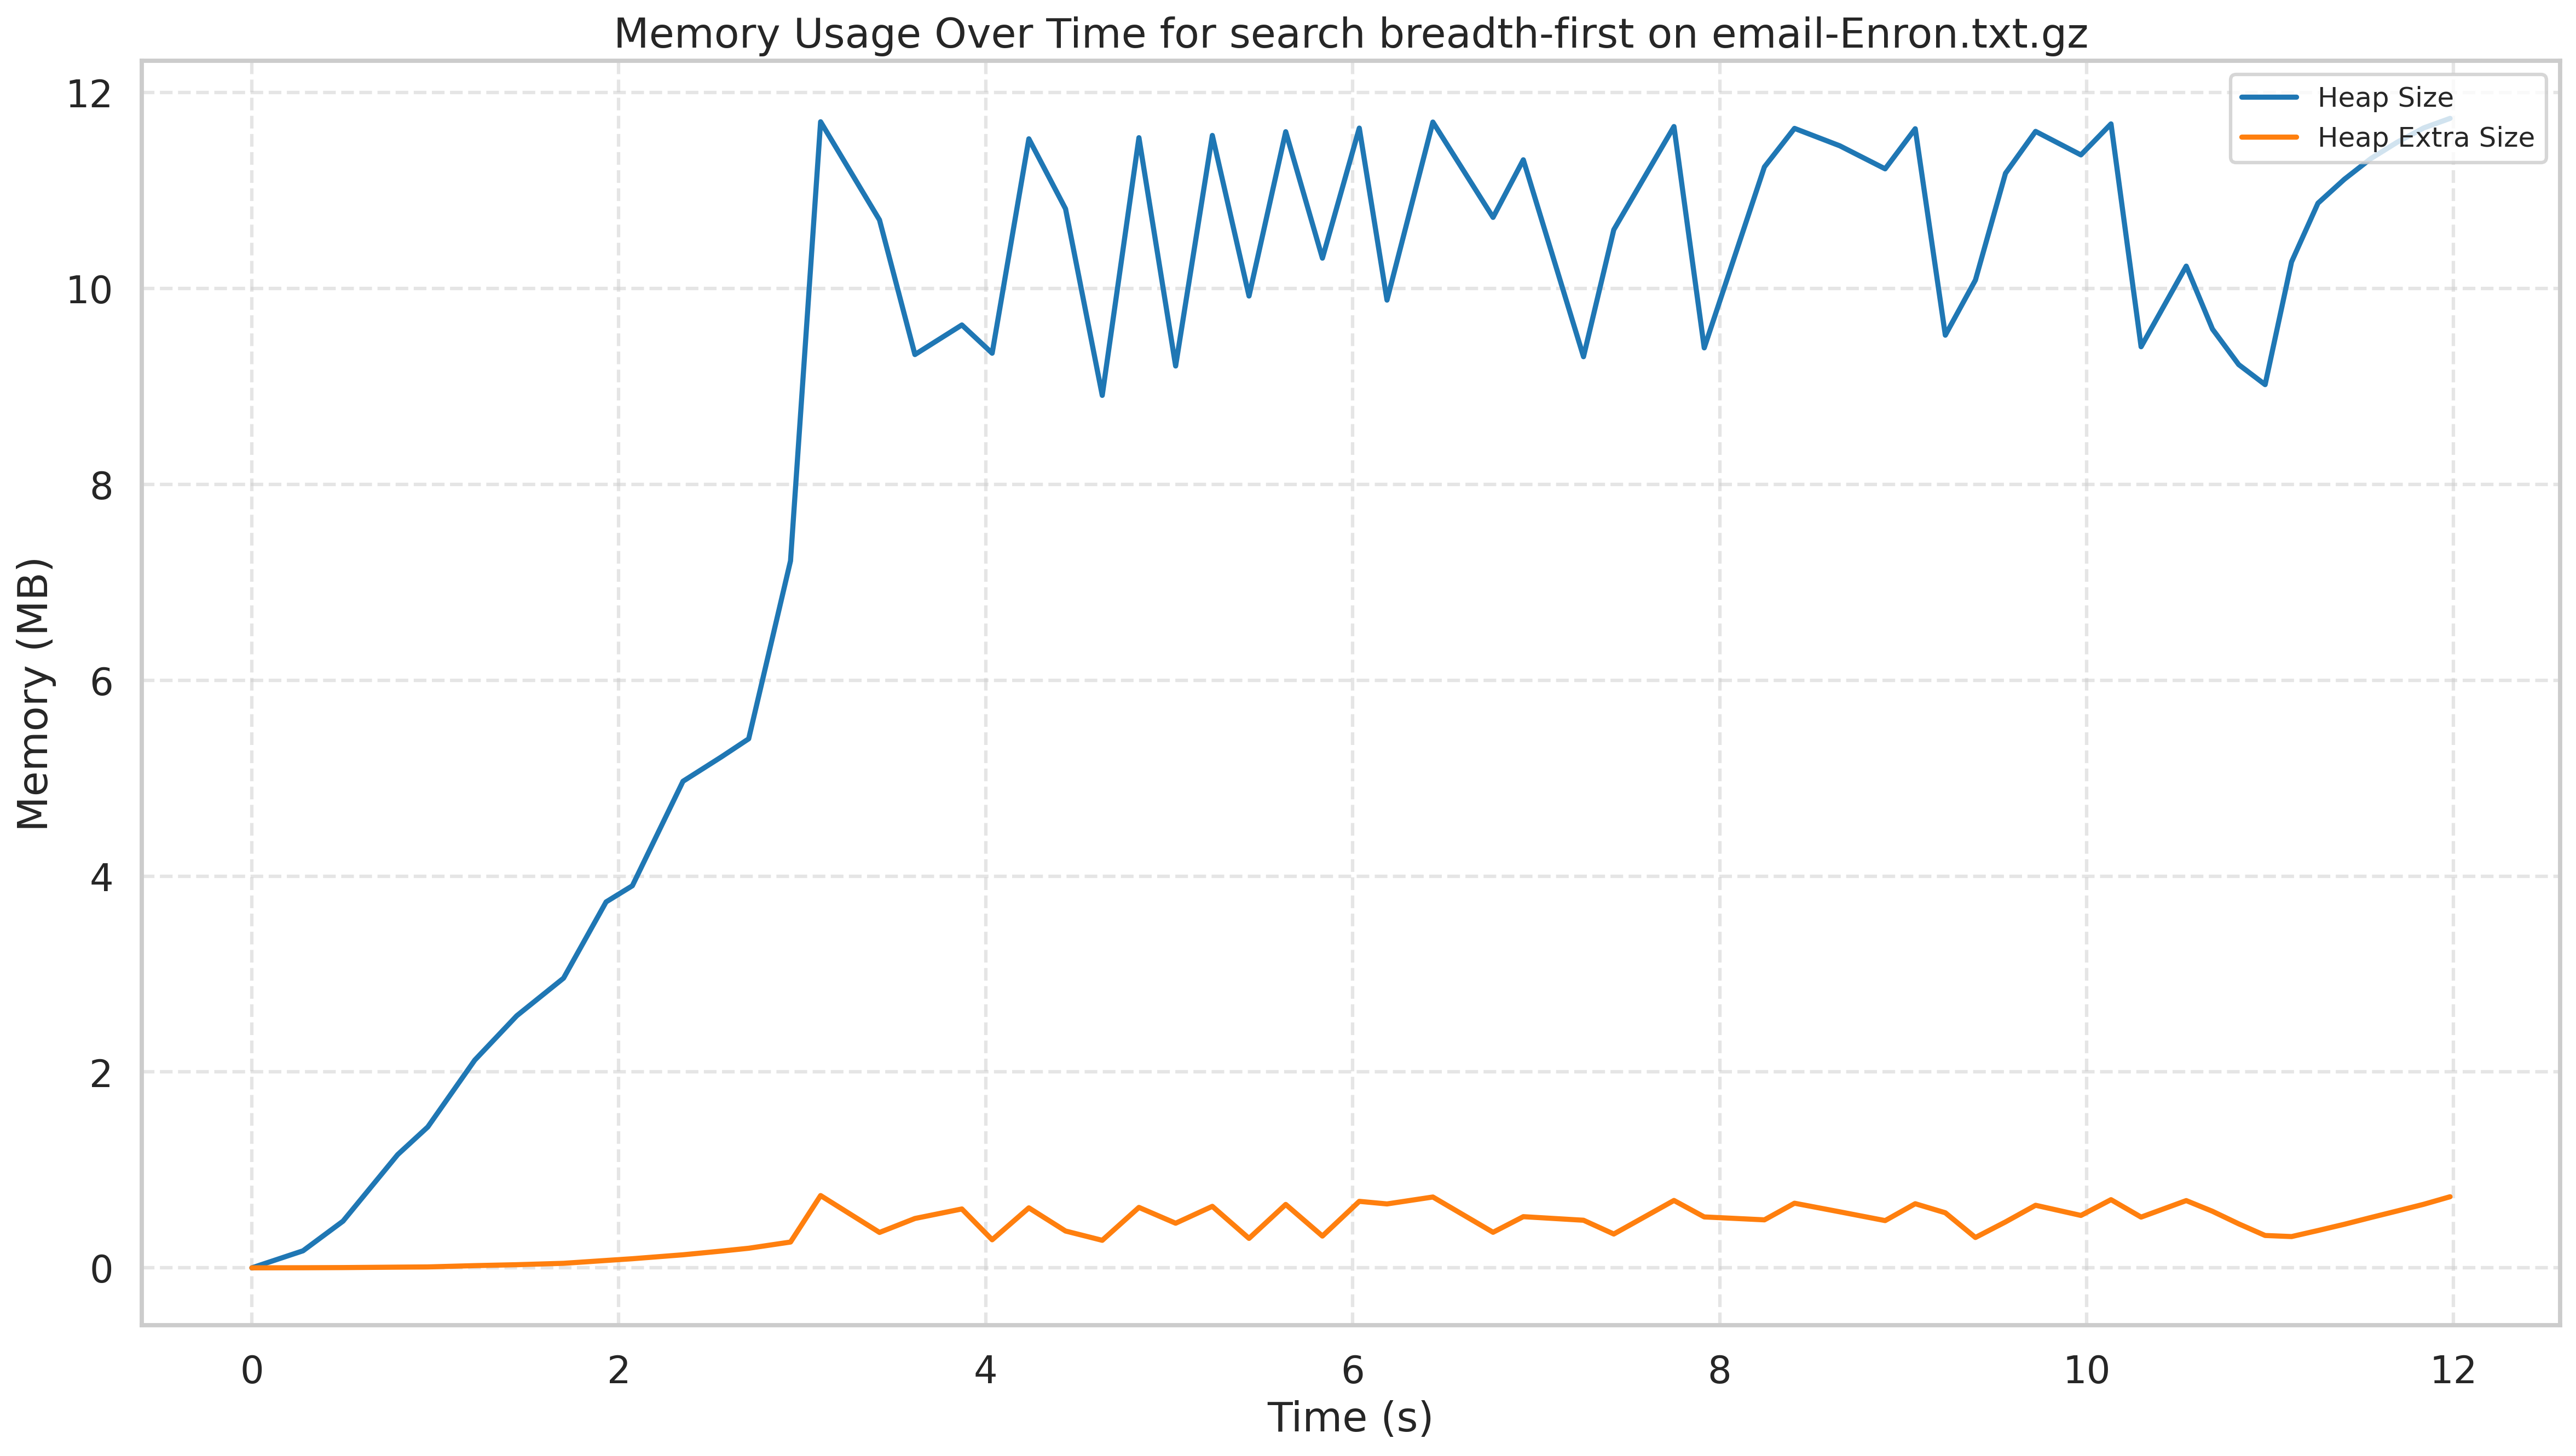 Memory Usage Over Time for search breadth-first on email-Enron.txt.gz
Heap Size
Heap Extra Size
Memory (MB)
12
10
8
6
4
2
0
0 2 4 6 8 10 12
Time (s)